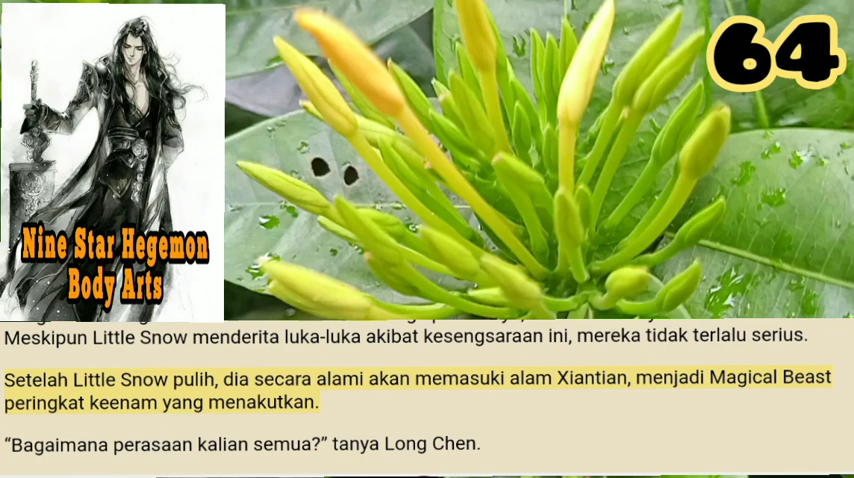 64
Nine Star Hegemon
Body Arts
Meskipun Little Snow menderita luka-luka akibat kesengsaraan ini, mereka tidak terlalu serius.
Setelah Little Snow pulih, dia secara alami akan memasuki alam Xiantian, menjadi Magical Beast
peringkat keenam yang menakutkan.
“Bagaimana perasaan kalian semua?” tanya Long Chen.